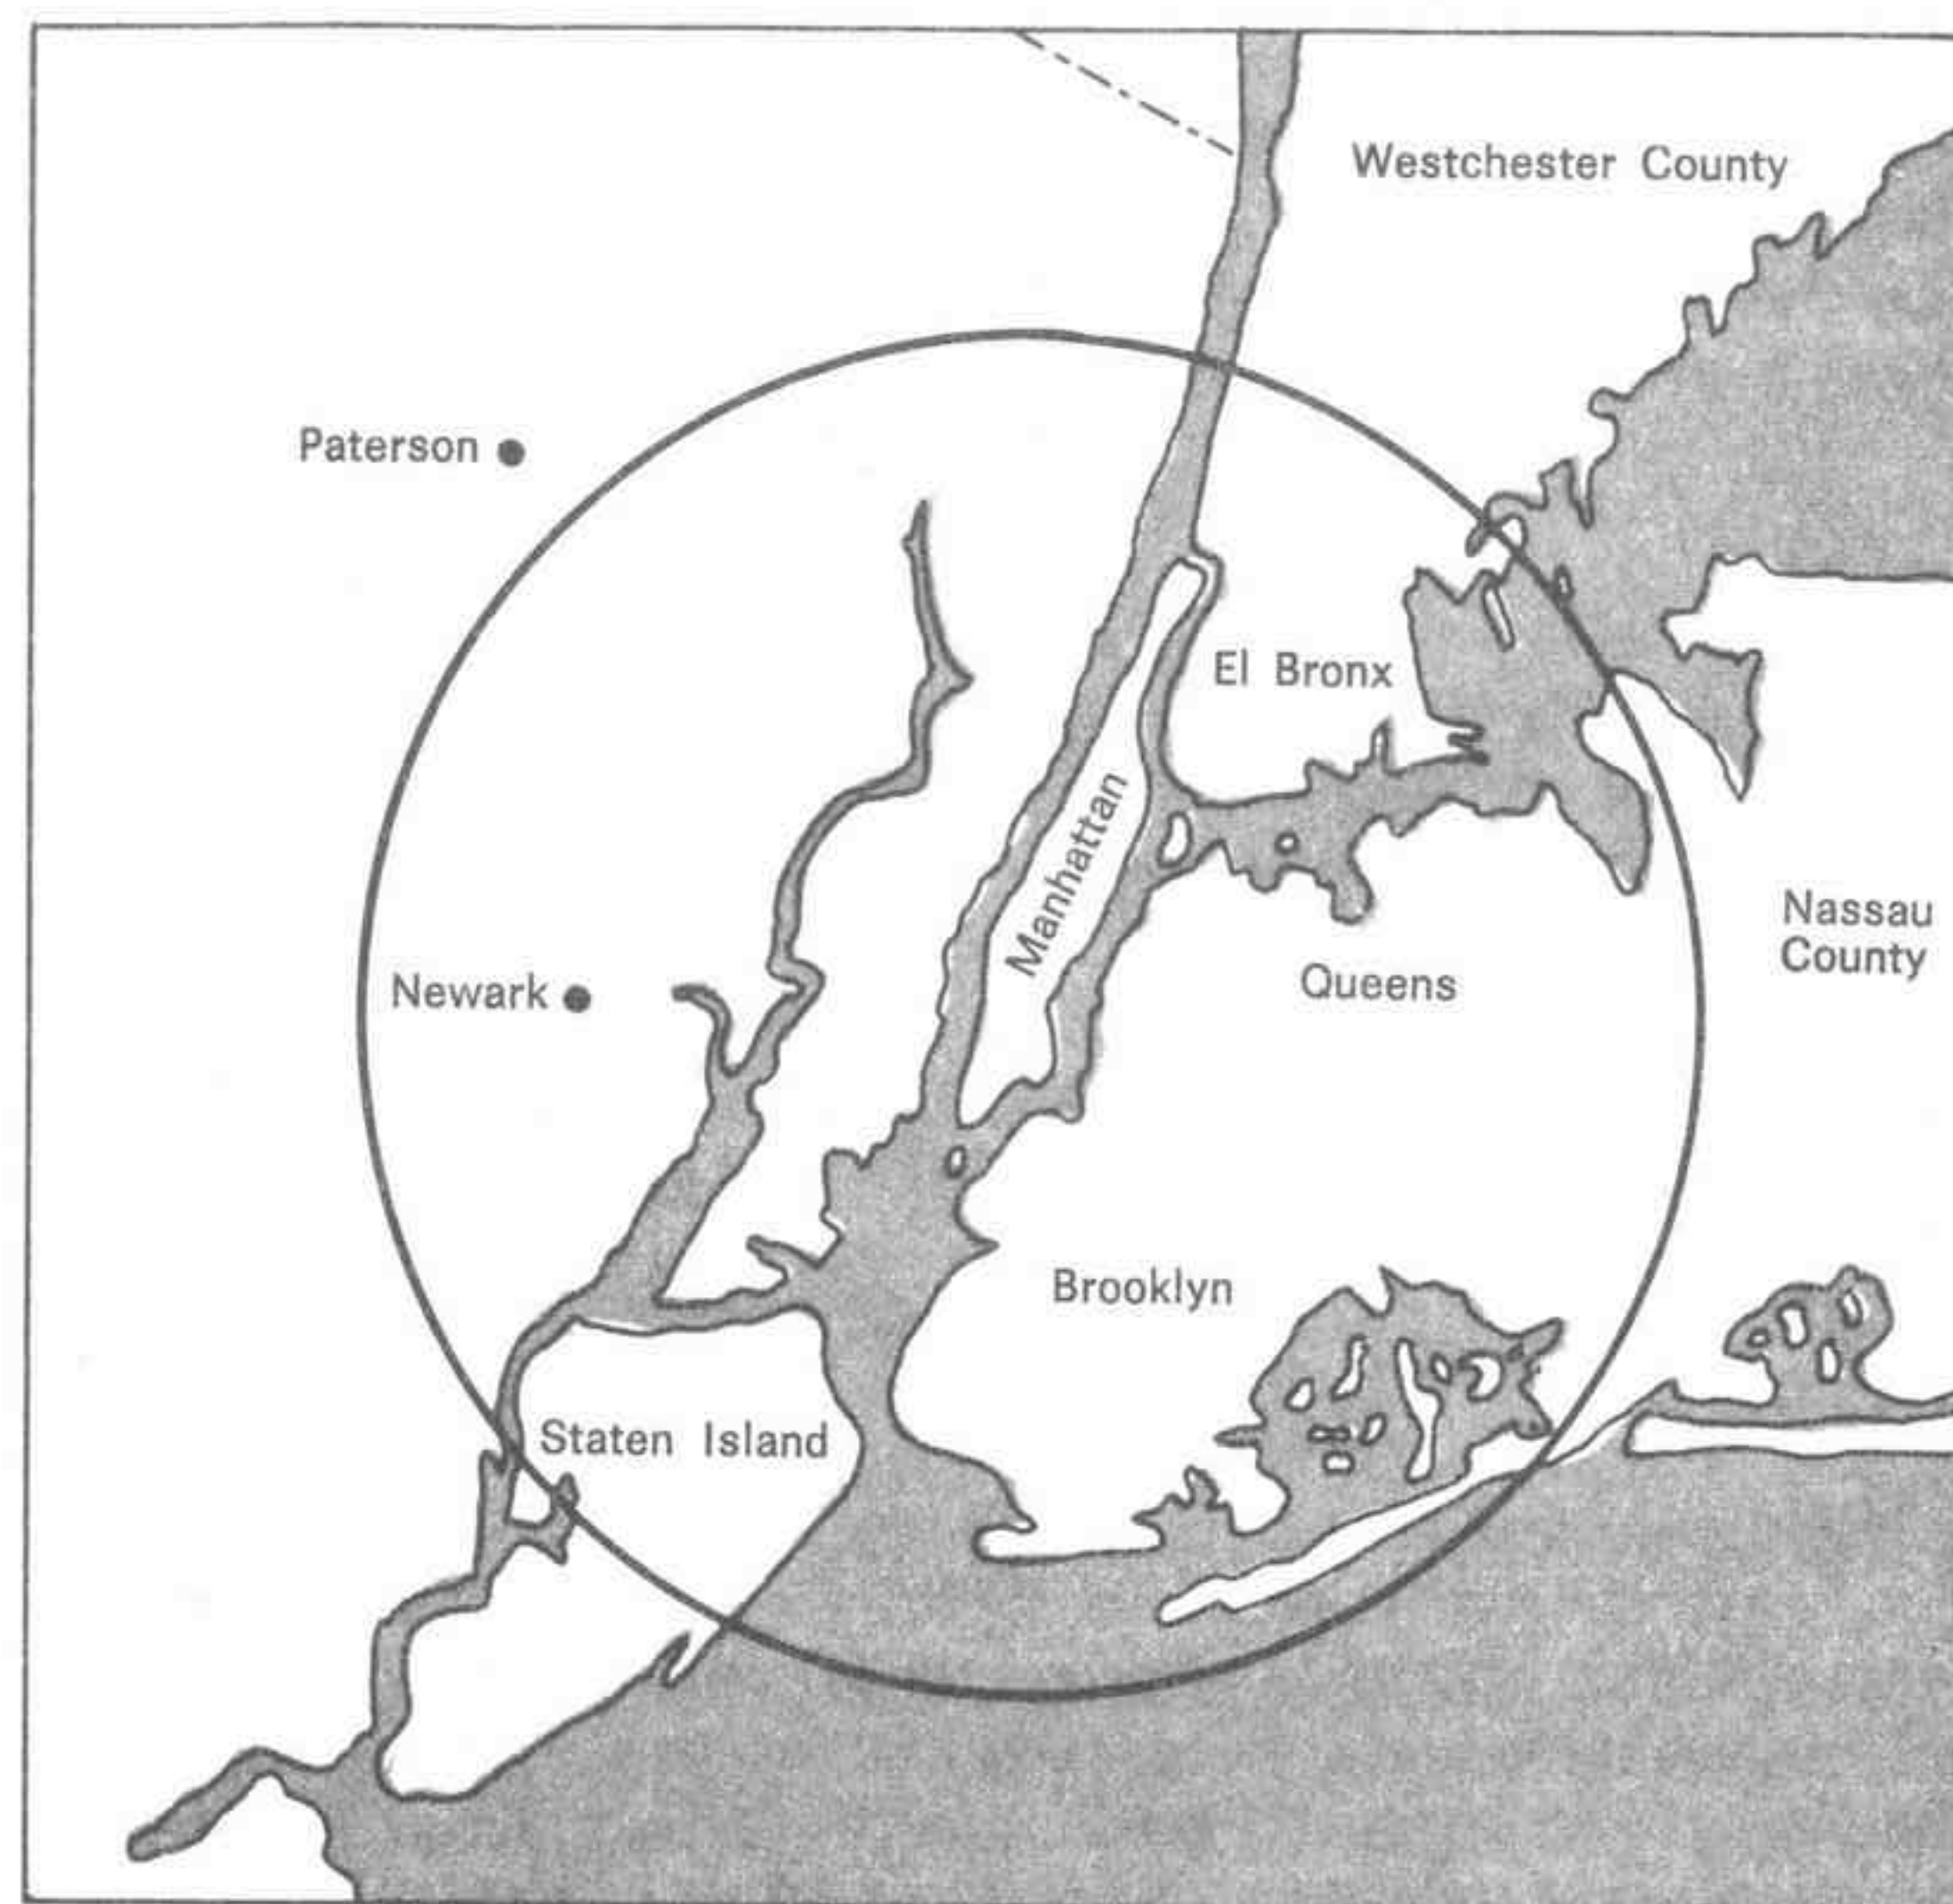 Westchester County
Paterson
El Bronx
Manhattan
Nassau
County
Newark
Queens
Brooklyn
Staten Island